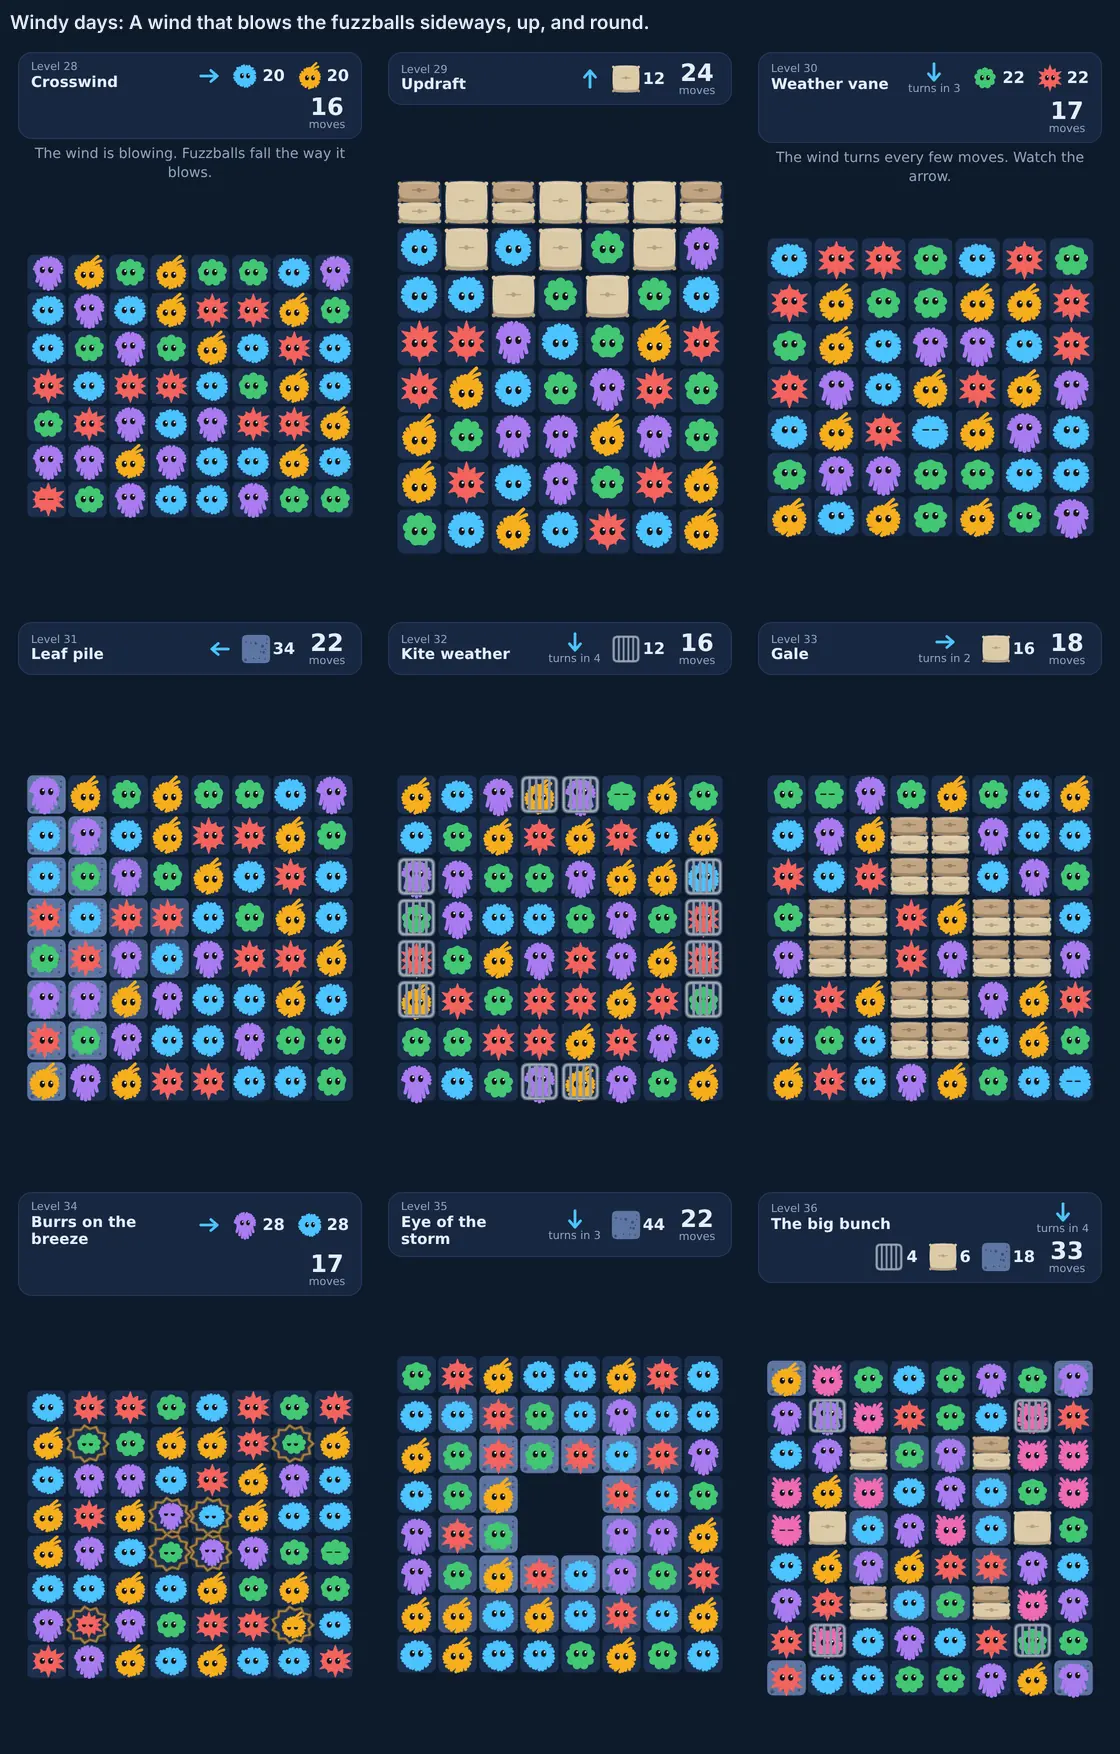 Windy days: A wind that blows the fuzzballs sideways, up, and round.
Level 28
Crosswind
20
20
16
moves
The wind is blowing. Fuzzballs fall the way it
blows.
Level 29
Updraft
12
24
moves
Level 30
Weather vane
turns in 3
22
22
17
moves
The wind turns every few moves. Watch the
arrow.
Level 31
Leaf pile
34
22
moves
Level 32
Kite weather
turns in 4
12
16
moves
Level 33
Gale
turns in 2
16
18
moves
Level 34
Burrs on the
breeze
28
28
17
moves
Level 35
Eye of the
storm
turns in 3
44
22
moves
Level 36
The big bunch
turns in 4
4
6
18
33
moves